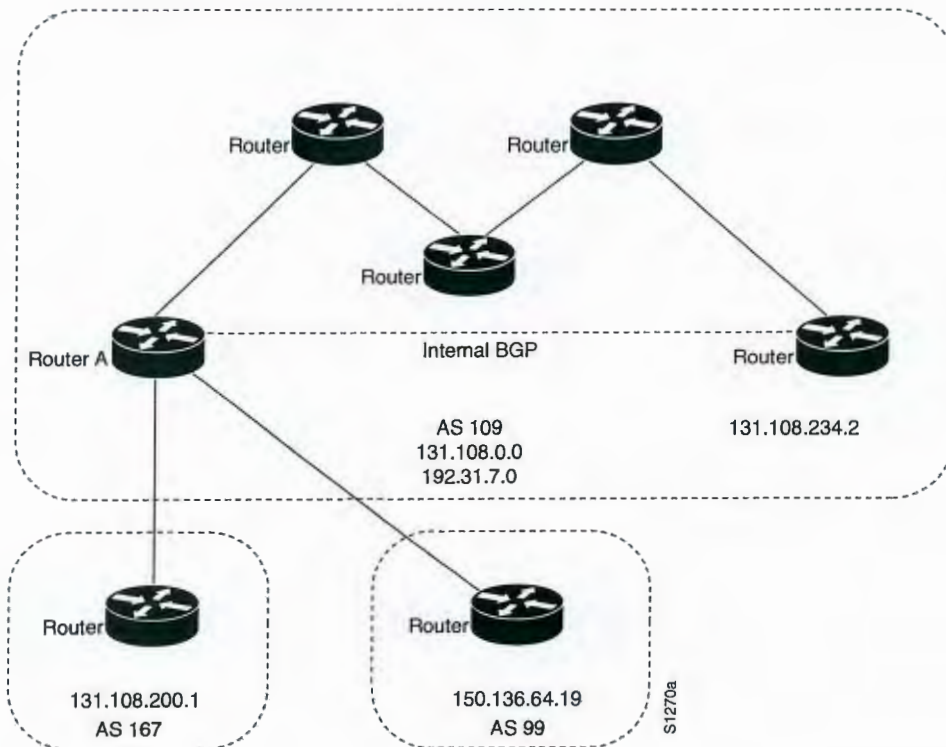 Router
Router
Router
Router A
Internal BGP
Router
AS 109
131.108.0.0
192.31.7.0
131.108.234.2
Router
Router
131.108.200.1
AS 167
150.136.64.19
AS 99
S1270a